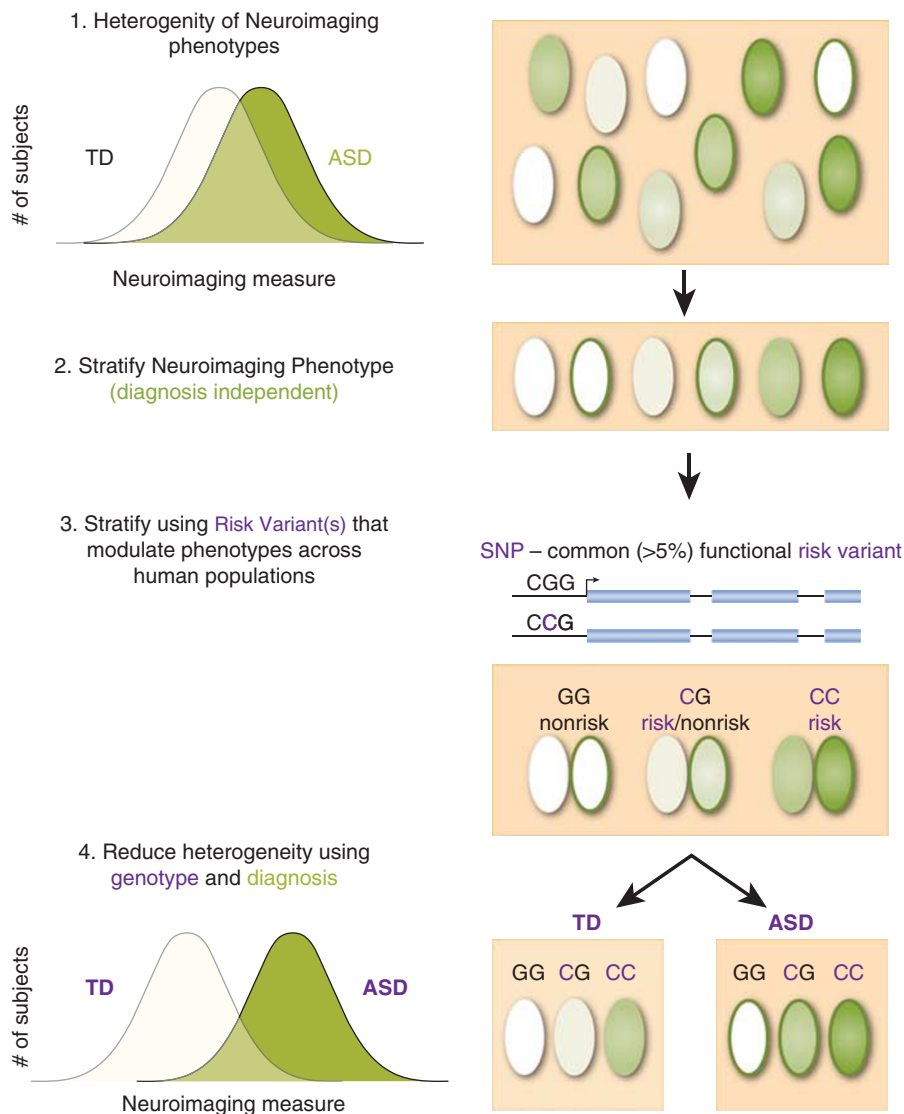 1. Heterogenity of Neuroimaging
phenotypes
# of subjects
TD
ASD
Neuroimaging measure
2. Stratify Neuroimaging Phenotype
(diagnosis independent)
3. Stratify using Risk Variant(s) that
modulate phenotypes across
human populations
SNP – common (>5%) functional risk variant
CGG
CCG
GG
nonrisk
CG
risk/nonrisk
CC
risk
4. Reduce heterogeneity using
genotype and diagnosis
# of subjects
TD
ASD
Neuroimaging measure
TD
GG CG CC
ASD
GG CG CC